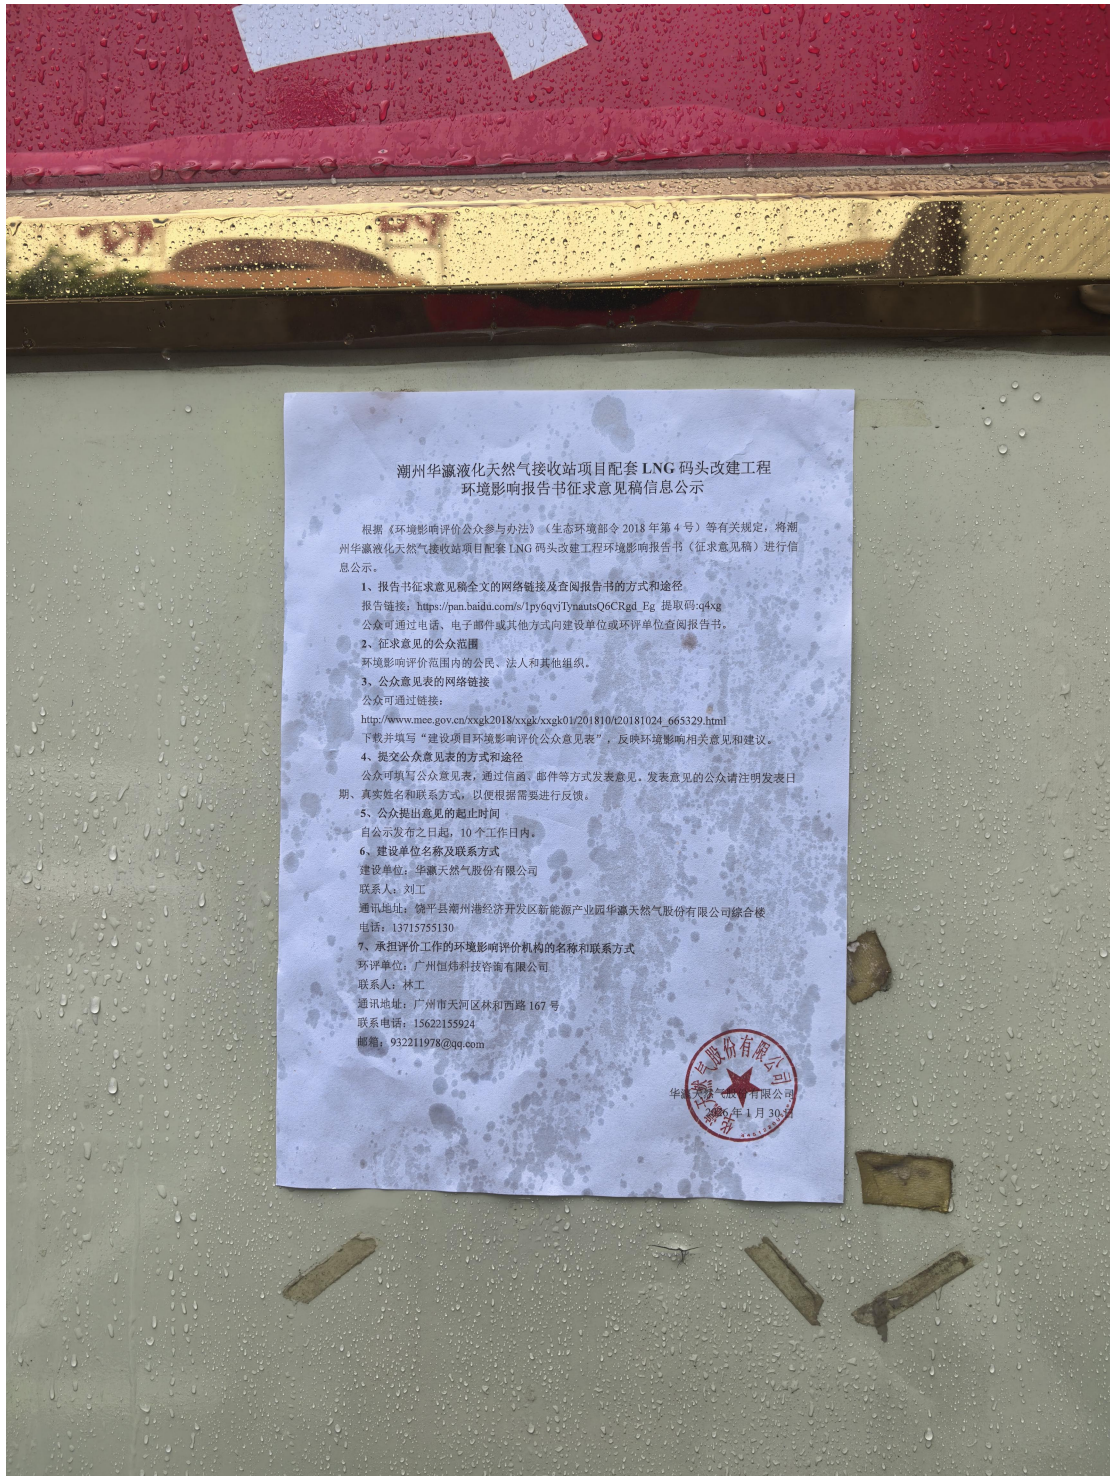 潮州华瀛液化天然气接收站项目配套 LNG 码头改建工程
环境影响报告书征求意见稿信息公示
根据《环境影响评价公众参与办法》（生态环境部令 2018 年第 4 号）等有关规定，将潮
州华瀛液化天然气接收站项目配套 LNG 码头改建工程环境影响报告书（征求意见稿）进行信
息公示。
1、报告书征求意见稿全文的网络链接及查阅报告书的方式和途径
报告链接：https://pan.baidu.com/s/1py6qvjTynautsQ6CRgd_Eg 提取码:q4xg
公众可通过电话、电子邮件或其他方式向建设单位或环评单位查阅报告书。
2、征求意见的公众范围
环境影响评价范围内的公民、法人和其他组织。
3、公众意见表的网络链接
公众可通过链接：
http://www.mee.gov.cn/xxgk2018/xxgk/xxgk01/201810/t20181024_665329.html
下载并填写“建设项目环境影响评价公众意见表”，反映环境影响相关意见和建议。
4、提交公众意见表的方式和途径
公众可填写公众意见表，通过信函、邮件等方式发表意见。发表意见的公众请注明发表日
期、真实姓名和联系方式，以便根据需要进行反馈。
5、公众提出意见的起止时间
自公示发布之日起，10 个工作日内。
6、建设单位名称及联系方式
建设单位：华瀛天然气股份有限公司
联系人：刘工
通讯地址：饶平县潮州港经济开发区新能源产业园华瀛天然气股份有限公司综合楼
电话：13715755130
7、承担评价工作的环境影响评价机构的名称和联系方式
环评单位：广州恒炜科技咨询有限公司
联系人：林工
通讯地址：广州市天河区林和西路 167 号
联系电话：15622155924
邮箱：932211978@qq.com
华瀛天然气股份有限公司
2026 年 1 月 30 日
华瀛天然气股份有限公司